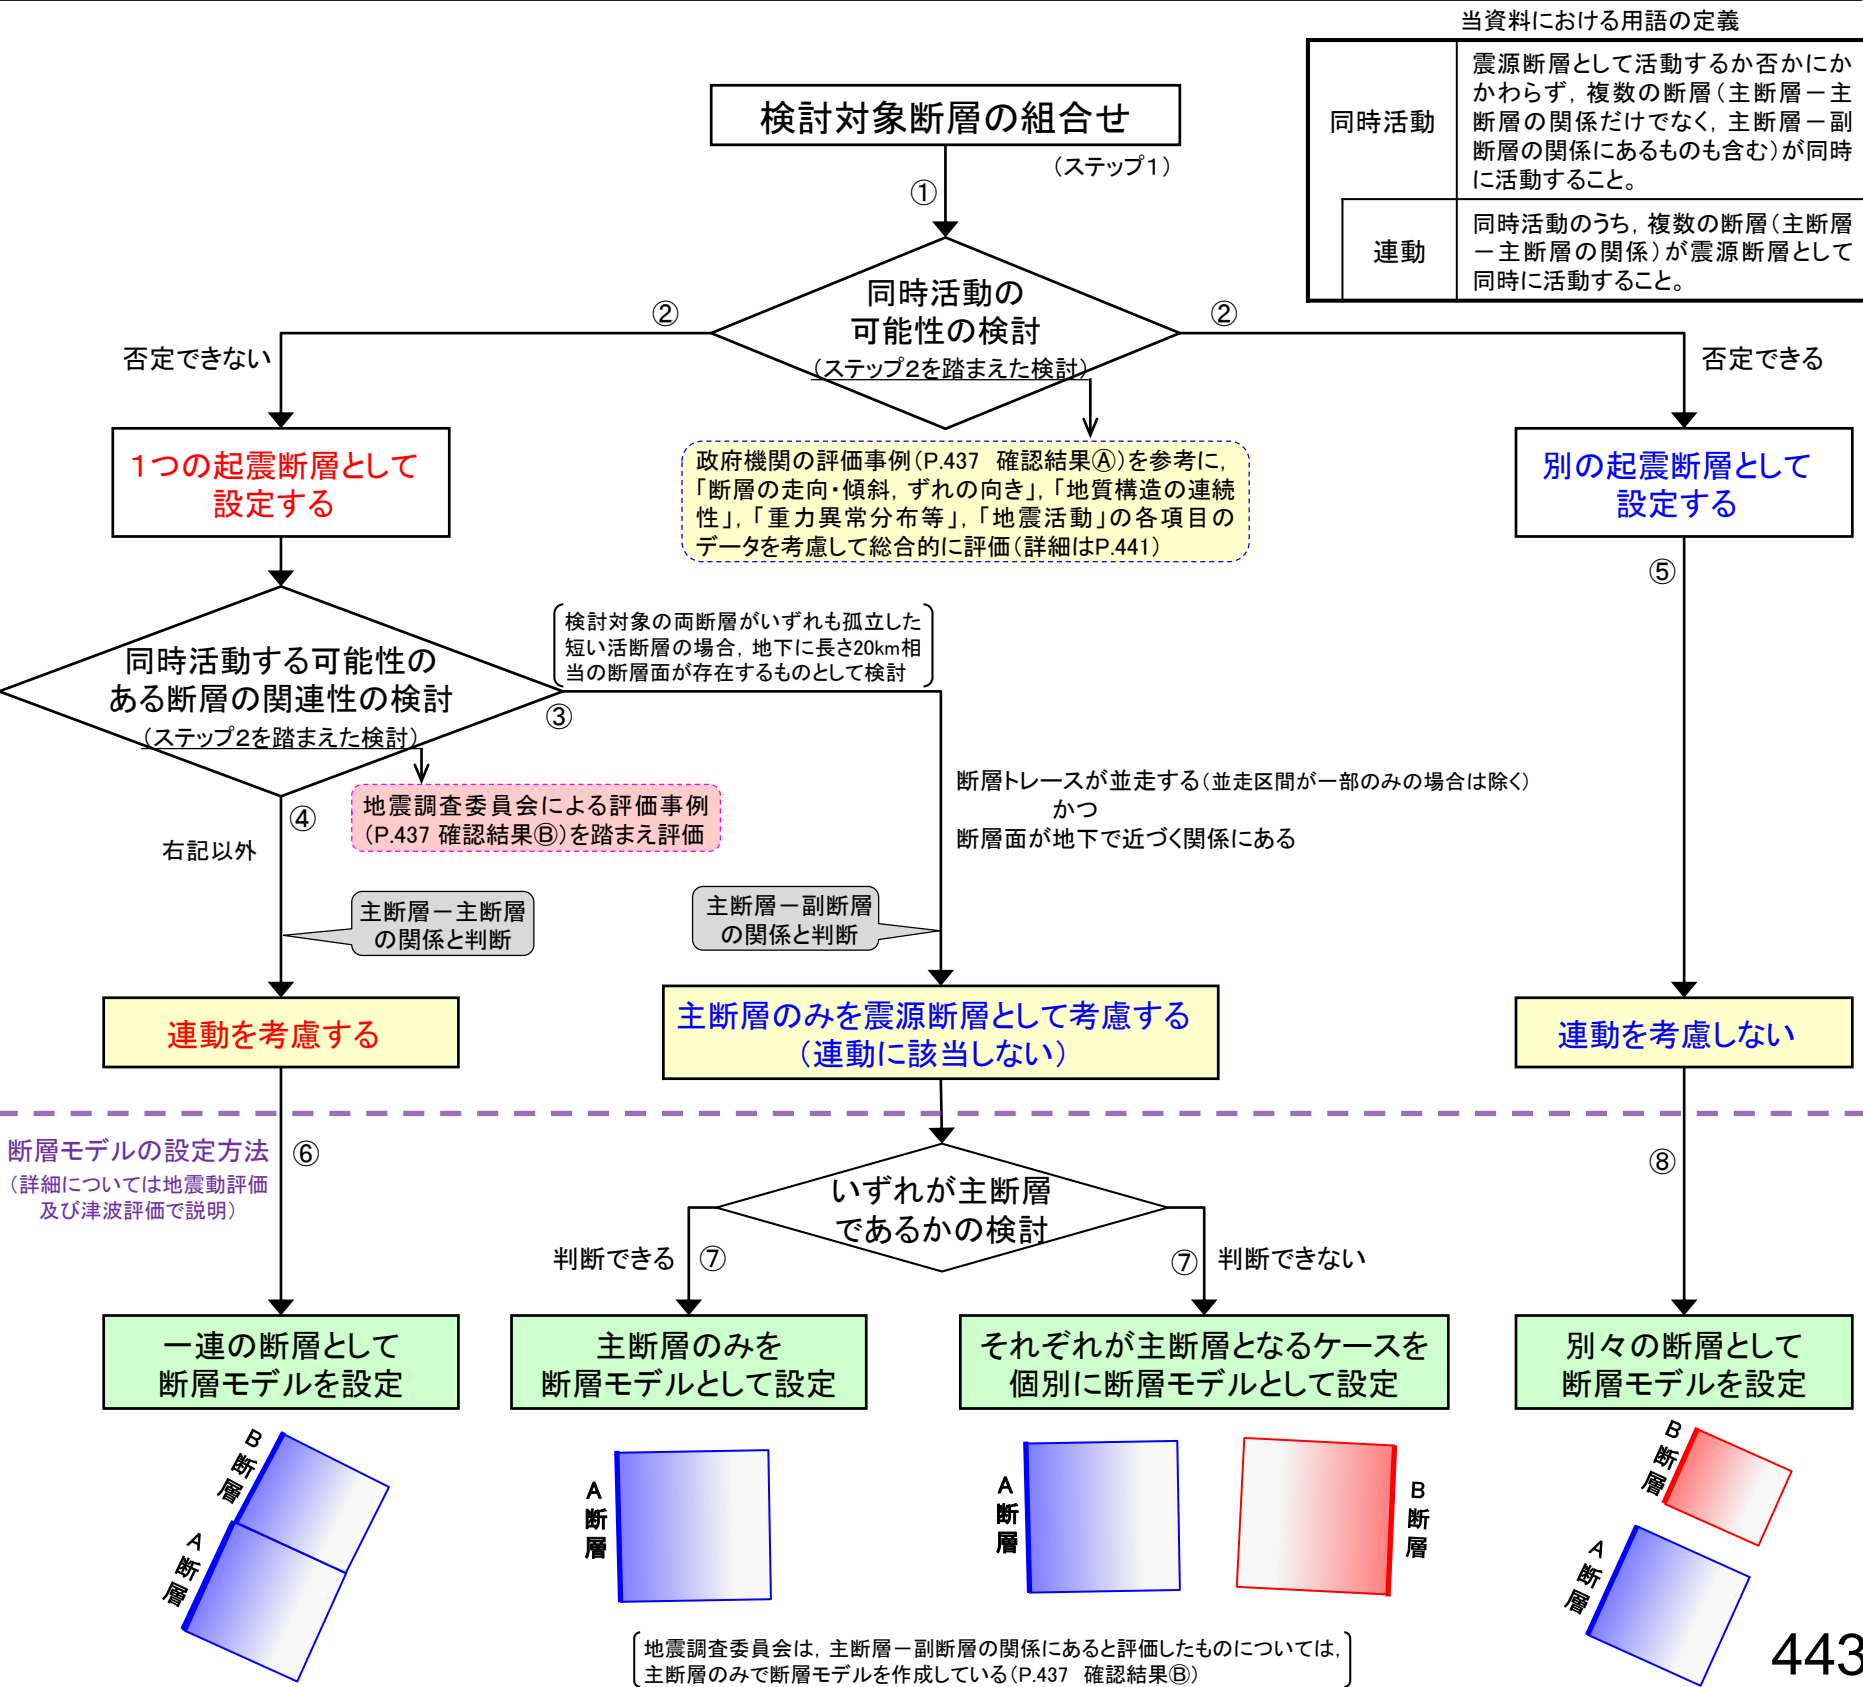 当資料における用語の定義
同時活動
震源断層として活動するか否かにか
かわらず，複数の断層（主断層－主
断層の関係だけでなく，主断層－副
断層の関係にあるものも含む）が同時
に活動すること。
連動
同時活動のうち，複数の断層（主断層
－主断層の関係）が震源断層として
同時に活動すること。
検討対象断層の組合せ
（ステップ１）
①
同時活動の
可能性の検討
（ステップ２を踏まえた検討）
②
②
否定できない
否定できる
1つの起震断層として
設定する
政府機関の評価事例（P.437 確認結果Ⓐ）を参考に，
「断層の走向・傾斜，ずれの向き」，「地質構造の連続
性」，「重力異常分布等」，「地震活動」の各項目の
データを考慮して総合的に評価（詳細はP.441）
別の起震断層として
設定する
⑤
検討対象の両断層がいずれも孤立した
短い活断層の場合，地下に長さ20km相
当の断層面が存在するものとして検討
同時活動する可能性の
ある断層の関連性の検討
（ステップ２を踏まえた検討）
③
④
右記以外
地震調査委員会による評価事例
（P.437 確認結果Ⓑ）を踏まえ評価
断層トレースが並走する（並走区間が一部のみの場合は除く）
かつ
断層面が地下で近づく関係にある
主断層－主断層
の関係と判断
主断層－副断層
の関係と判断
連動を考慮する
主断層のみを震源断層として考慮する
（連動に該当しない）
連動を考慮しない
断層モデルの設定方法
（詳細については地震動評価
及び津波評価で説明）
⑥
⑧
いずれが主断層
であるかの検討
判断できる
⑦
⑦
判断できない
一連の断層として
断層モデルを設定
主断層のみを
断層モデルとして設定
それぞれが主断層となるケースを
個別に断層モデルとして設定
別々の断層として
断層モデルを設定
B断層
A断層
A断層
A断層
B断層
B断層
A断層
地震調査委員会は，主断層－副断層の関係にあると評価したものについては，
主断層のみで断層モデルを作成している（P.437 確認結果Ⓑ）
443